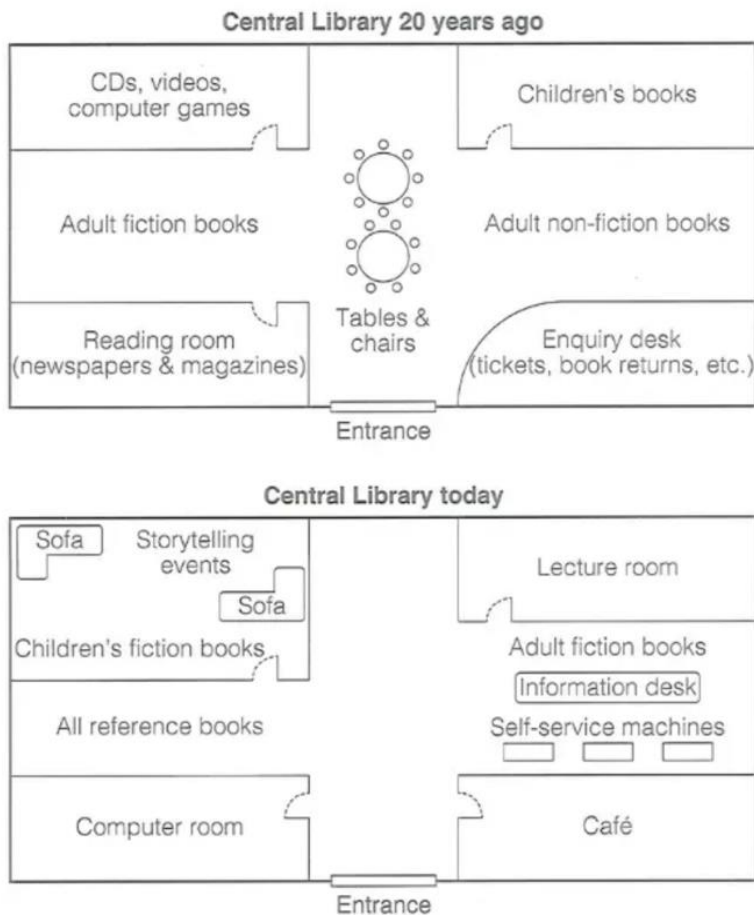 Central Library 20 years ago
CDs, videos,
computer games
Children's books
Adult fiction books
Adult non-fiction books
Tables &
chairs
Reading room
(newspapers & magazines)
Enquiry desk
(tickets, book returns, etc.)
Entrance
Central Library today
Sofa
Storytelling
events
Sofa
Children's fiction books
Lecture room
Adult fiction books
Information desk
All reference books
Self-service machines
Computer room
Café
Entrance